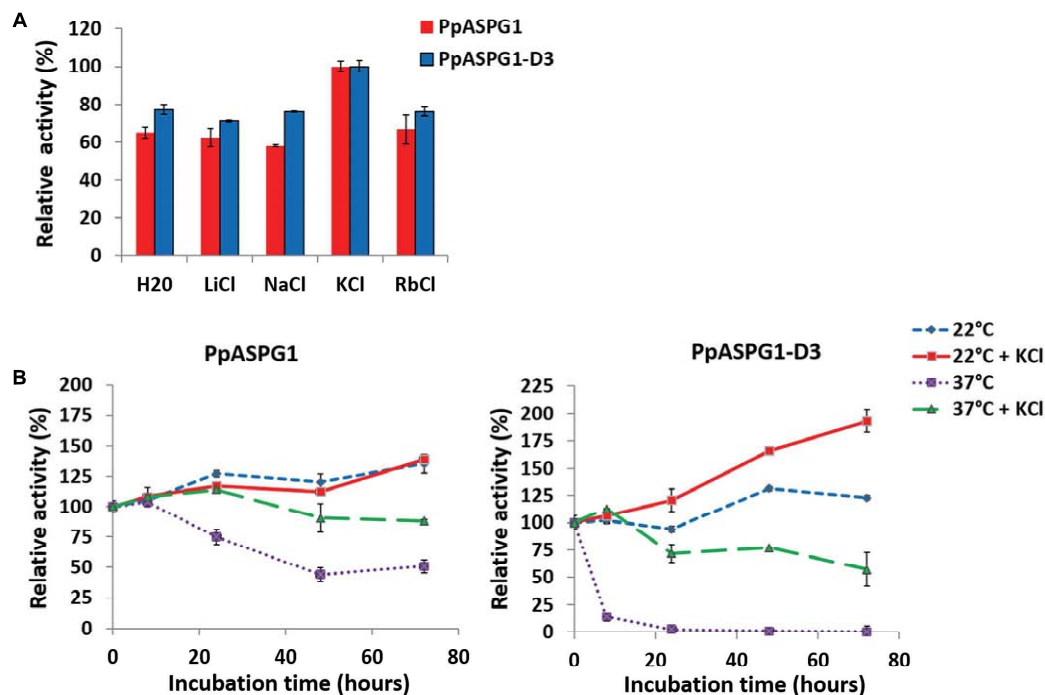 A
Relative activity (%)
120
100
80
60
40
20
0
H20 LiCl NaCl KCl RbCl
PpASPG1
PpASPG1-D3
B
PpASPG1
Relative activity (%)
200
175
150
125
100
75
50
25
0
0 20 40 60 80
Incubation time (hours)
PpASPG1-D3
Relative activity (%)
225
200
175
150
125
100
75
50
25
0
0 20 40 60 80
Incubation time (hours)
22°C
22°C + KCl
37°C
37°C + KCl